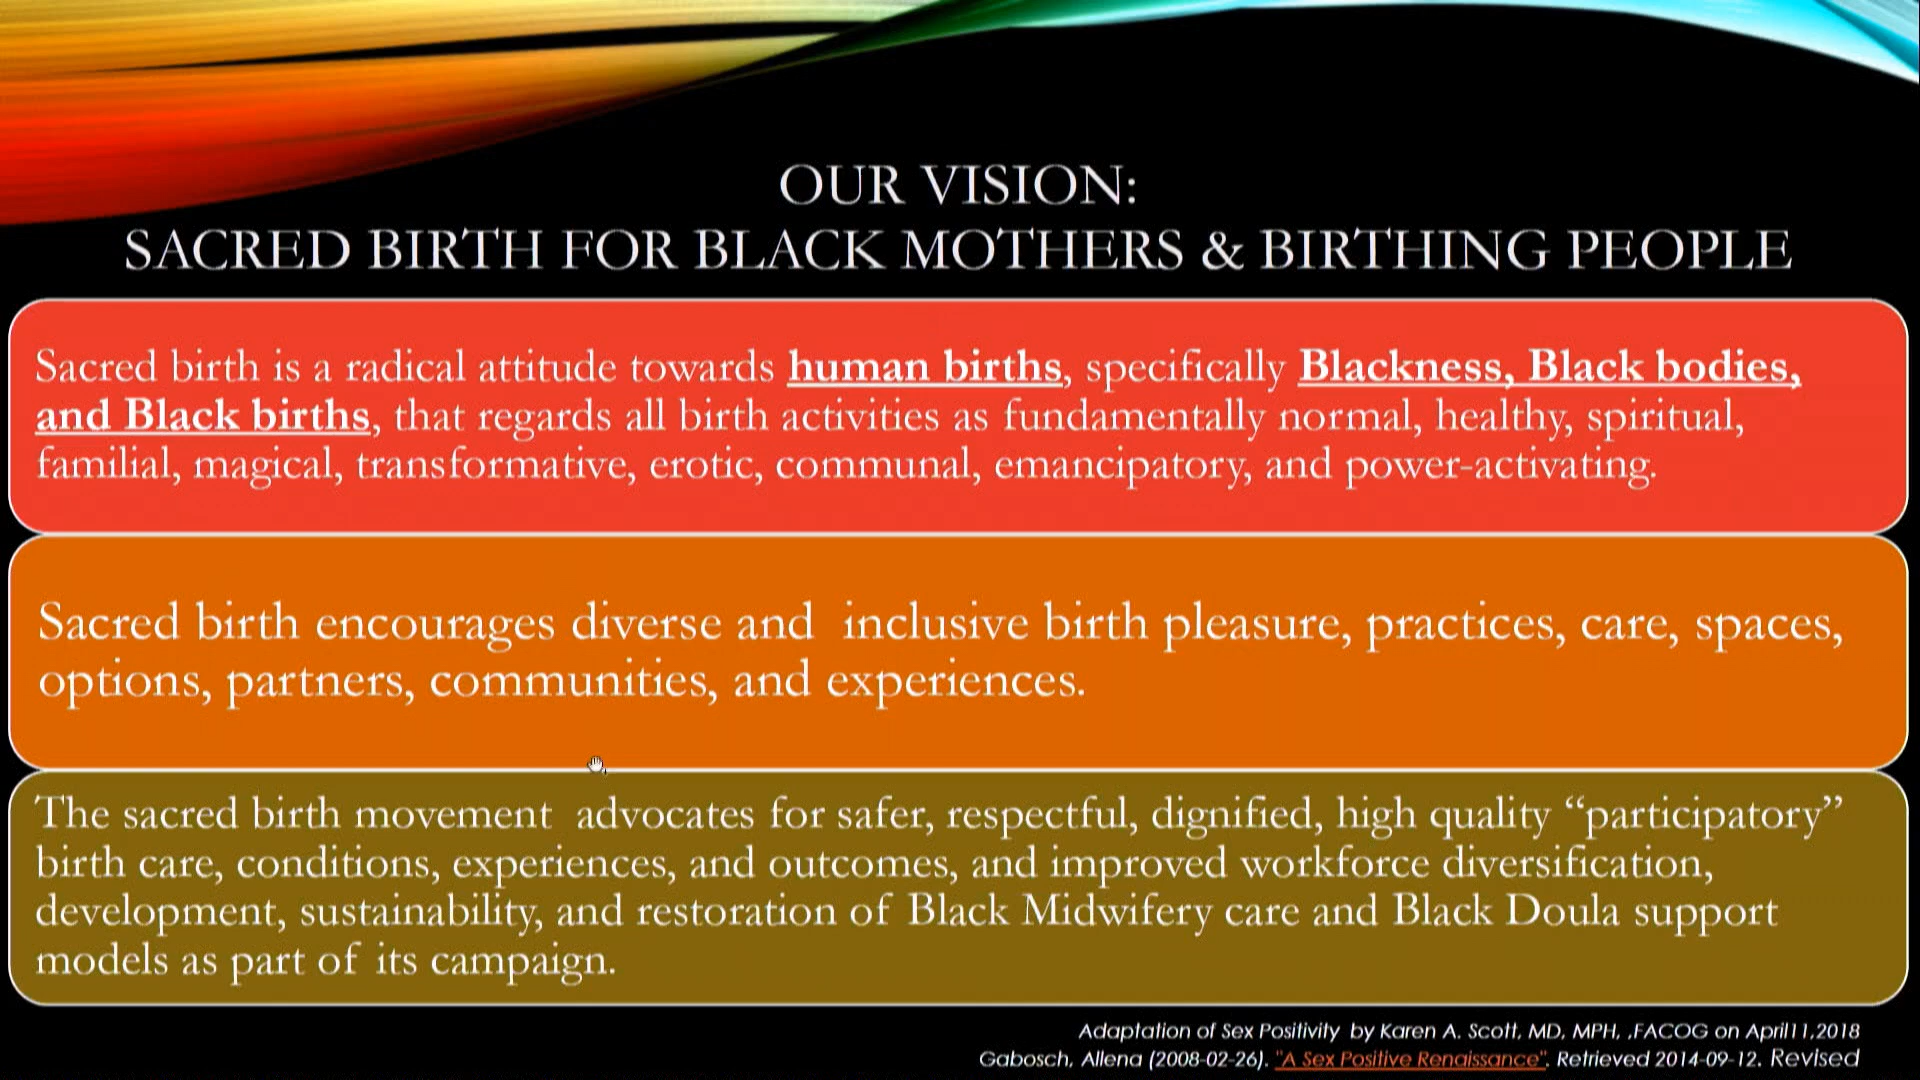 OUR VISION:
SACRED BIRTH FOR BLACK MOTHERS & BIRTHING PEOPLE
Sacred birth is a radical attitude towards human births, specifically Blackness, Black bodies,
and Black births, that regards all birth activities as fundamentally normal, healthy, spiritual,
familial, magical, transformative, erotic, communal, emancipatory, and power-activating.
Sacred birth encourages diverse and  inclusive birth pleasure, practices, care, spaces,
options, partners, communities, and experiences.
The sacred birth movement  advocates for safer, respectful, dignified, high quality “participatory”
birth care, conditions, experiences, and outcomes, and improved workforce diversification,
development, sustainability, and restoration of Black Midwifery care and Black Doula support
models as part of its campaign.
Adaptation of Sex Positivity  by Karen A. Scott, MD, MPH, ,FACOG on April11,2018
Gabosch, Allena (2008-02-26). "A Sex Positive Renaissance". Retrieved 2014-09-12. Revised